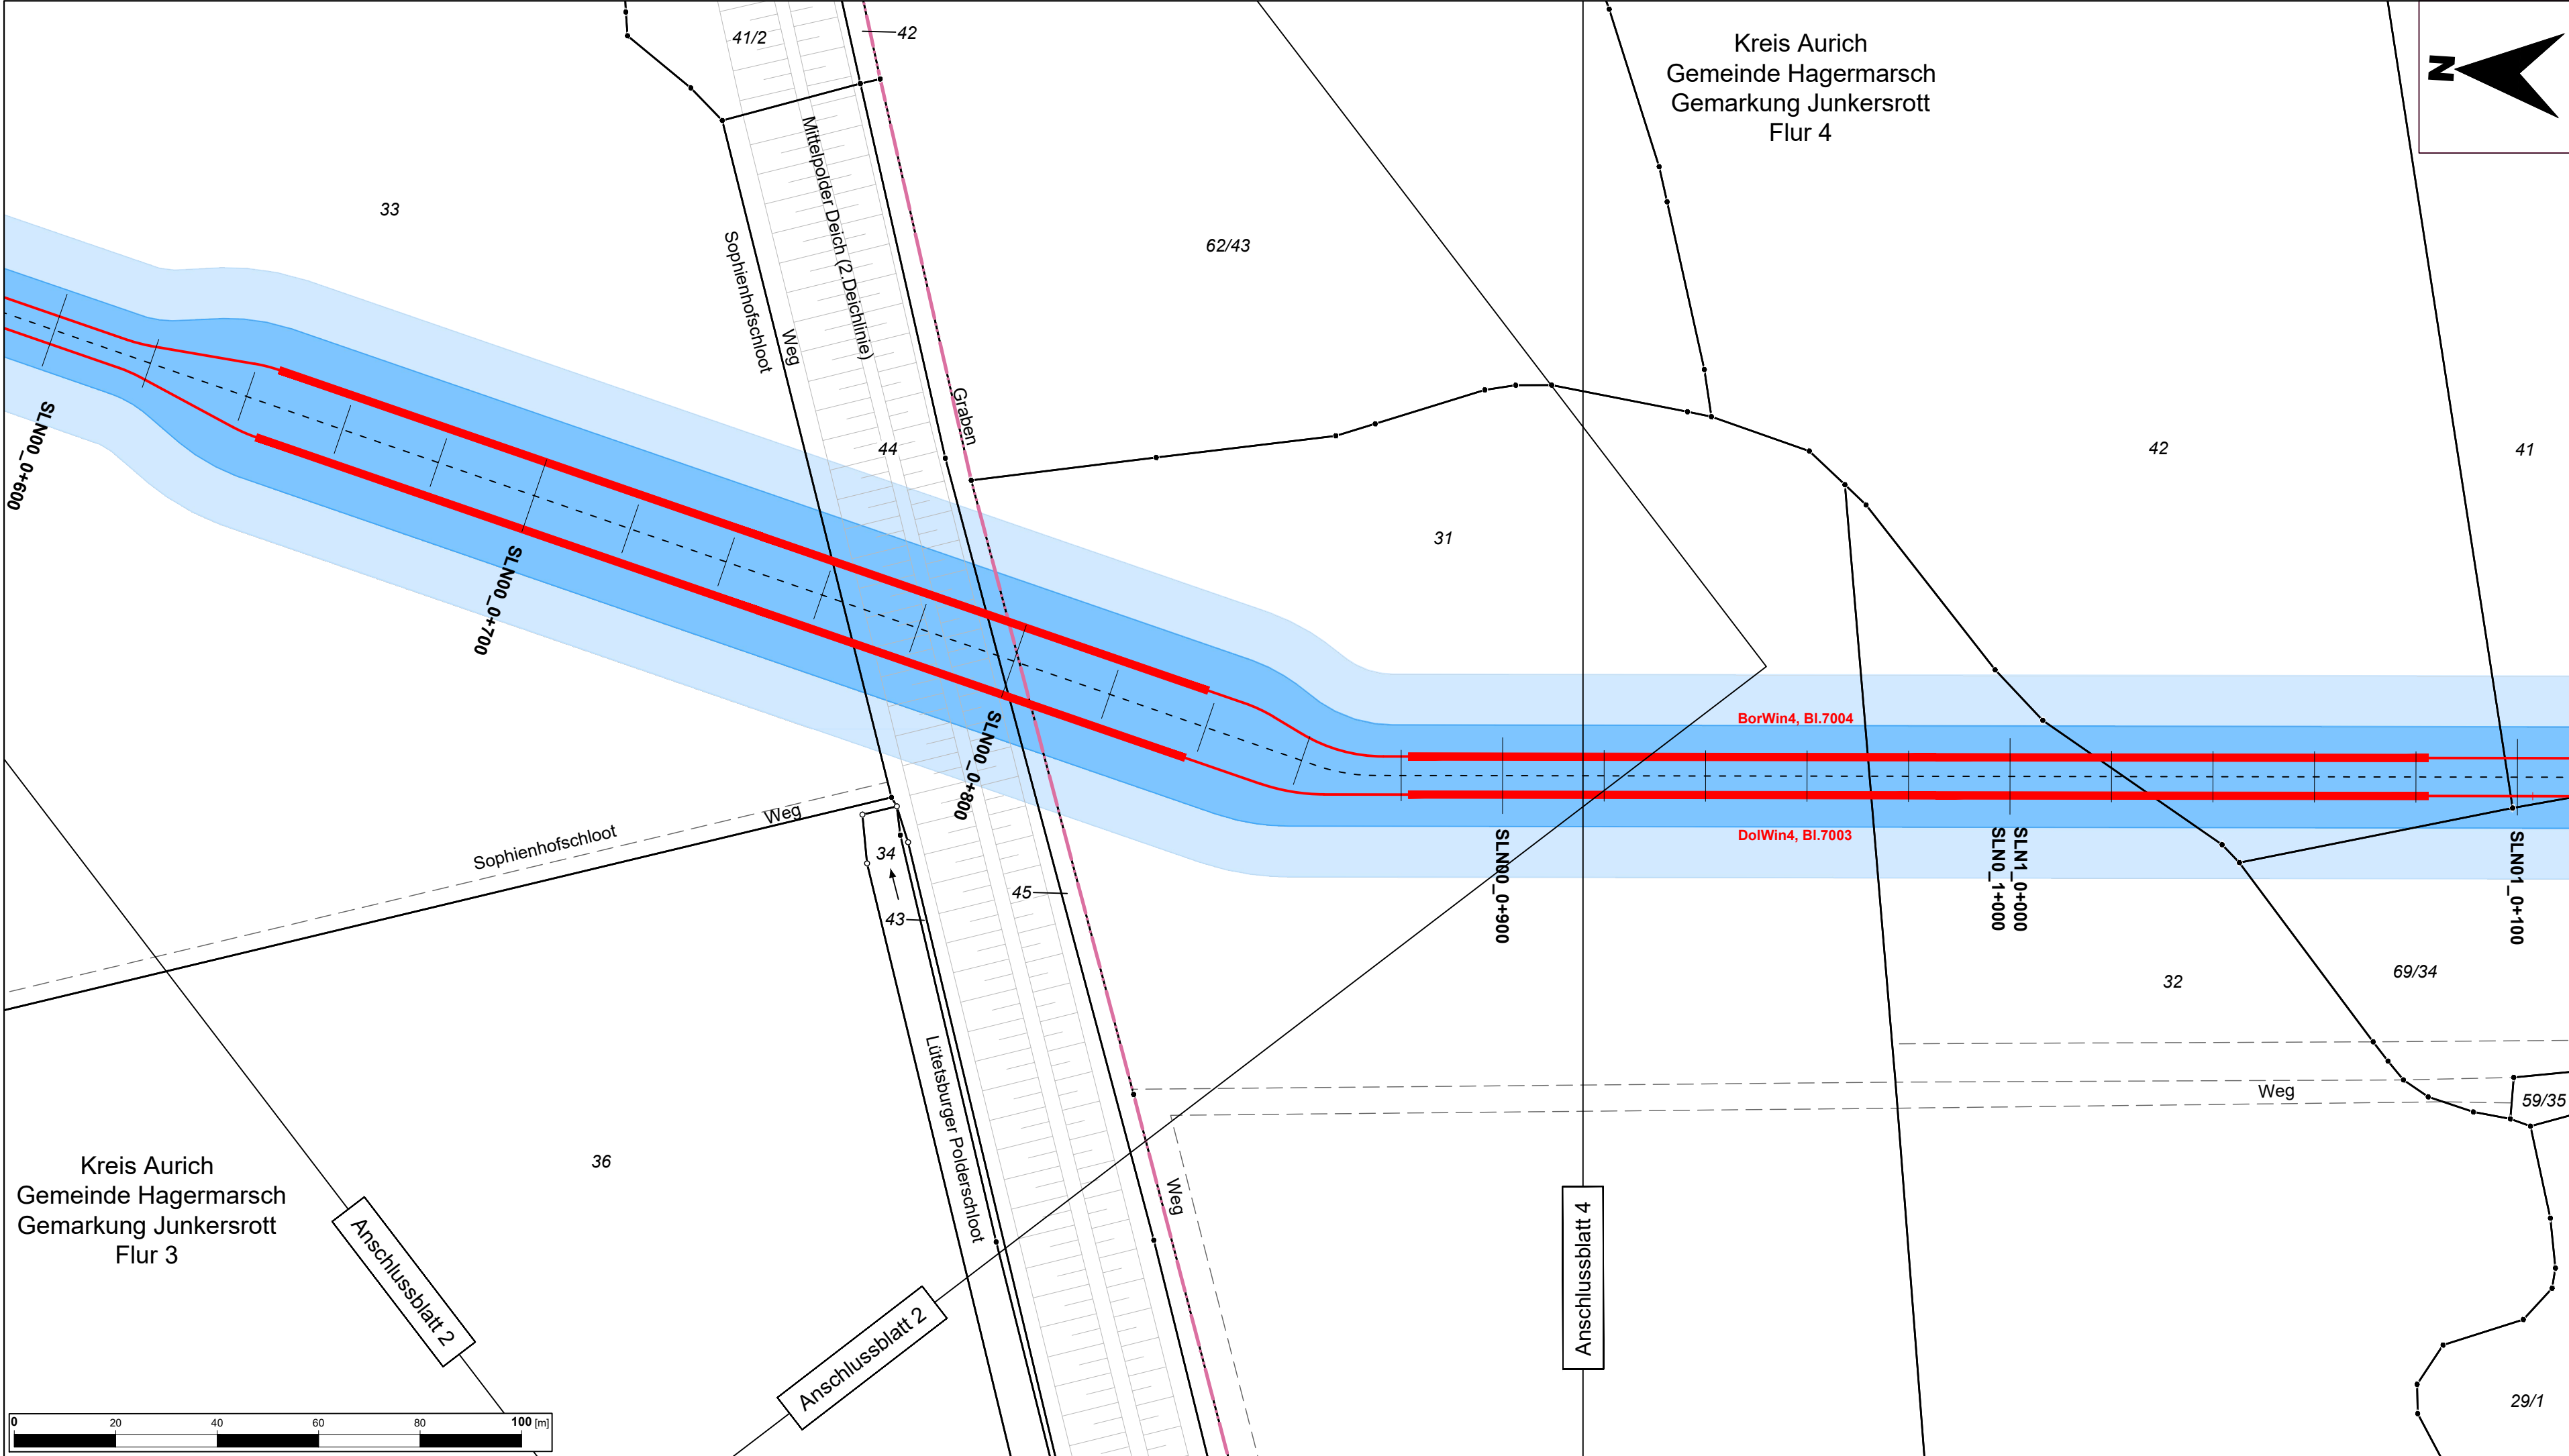 41/2
42
Kreis Aurich
Gemeinde Hagermarsch
Gemarkung Junkersrott
Flur 4
N
33
Mittelpolder Deich (2.Deichlinie)
Sophienhofschloot
Weg
62/43
Graben
44
42
41
31
SLN00_0+600
SLN00_0+700
SLN00_0+800
BorWin4, Bl.7004
DolWin4, Bl.7003
SLN00_0+900
SLN1_0+000
SLN0_1+000
SLN01_0+100
Sophienhofschloot
Weg
34
43
45
32
69/34
Weg
59/35
Lütetsburger Polderschloot
Weg
36
Kreis Aurich
Gemeinde Hagermarsch
Gemarkung Junkersrott
Flur 3
Anschlussblatt 2
Anschlussblatt 2
Anschlussblatt 4
29/1
0 20 40 60 80 100 [m]